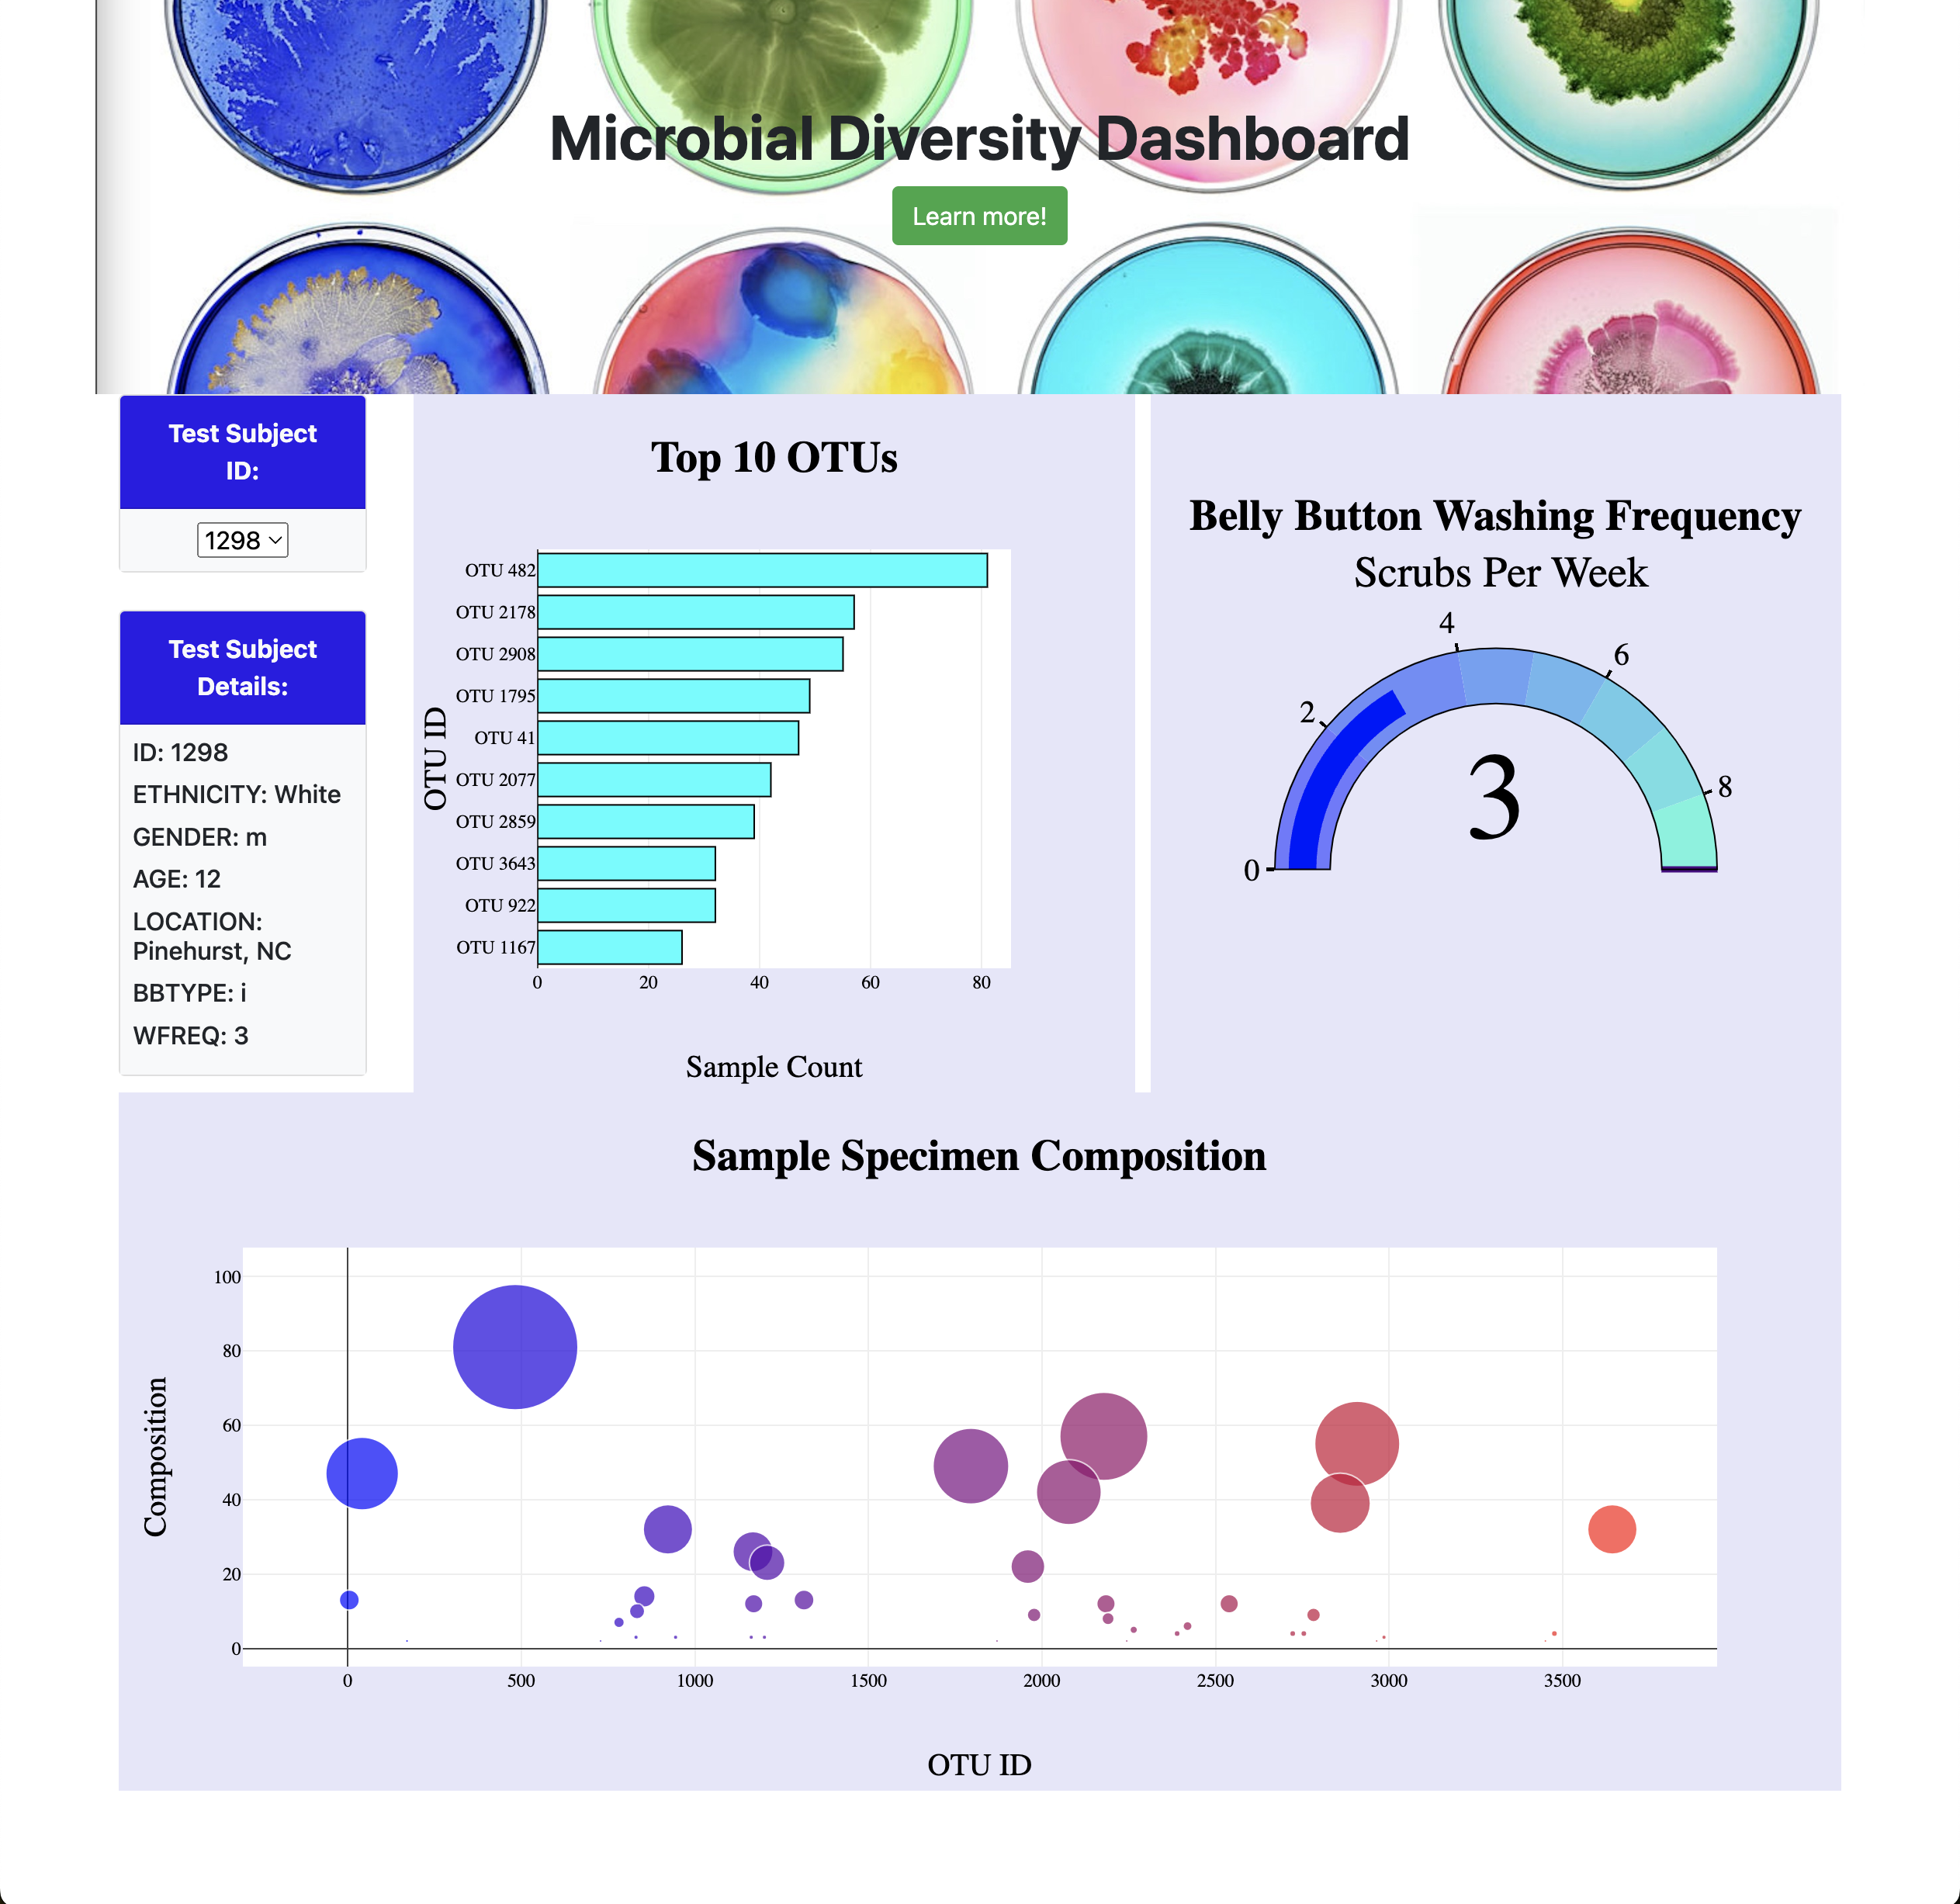 Microbial Diversity Dashboard
Learn more!
Test Subject
ID:
1298
Test Subject
Details:
ID: 1298
ETHNICITY: White
GENDER: m
AGE: 12
LOCATION:
Pinehurst, NC
BBTYPE: i
WFREQ: 3
Top 10 OTUs
OTU ID
OTU 482
OTU 2178
OTU 2908
OTU 1795
OTU 41
OTU 2077
OTU 2859
OTU 3643
OTU 922
OTU 1167
0 20 40 60 80
Sample Count
Belly Button Washing Frequency
Scrubs Per Week
0 2 4 6 8
3
Sample Specimen Composition
Composition
100
80
60
40
20
0
0 500 1000 1500 2000 2500 3000 3500
OTU ID